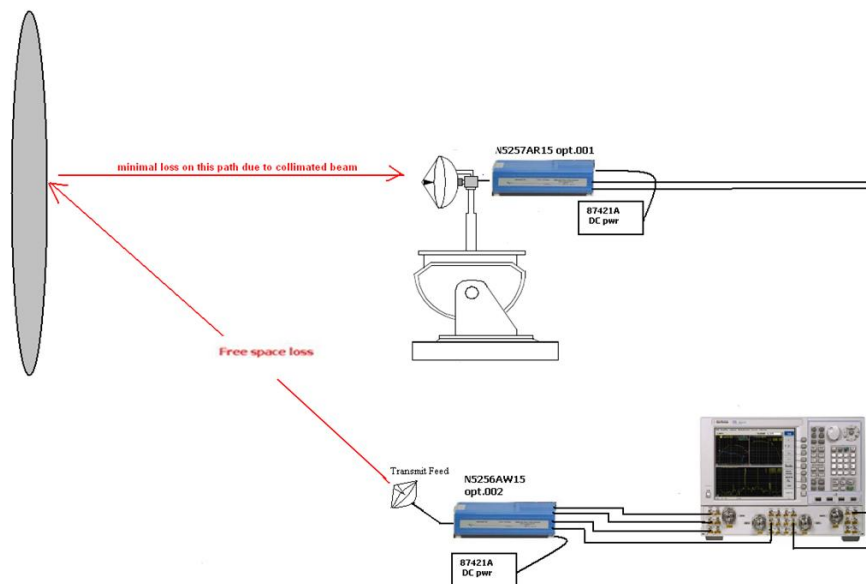 N5257AR15 opt.001
minimal loss on this path due to collimated beam
87421A
DC pwr
Free space loss
Transmit Feed
N5256AW15
opt.002
87421A
DC pwr